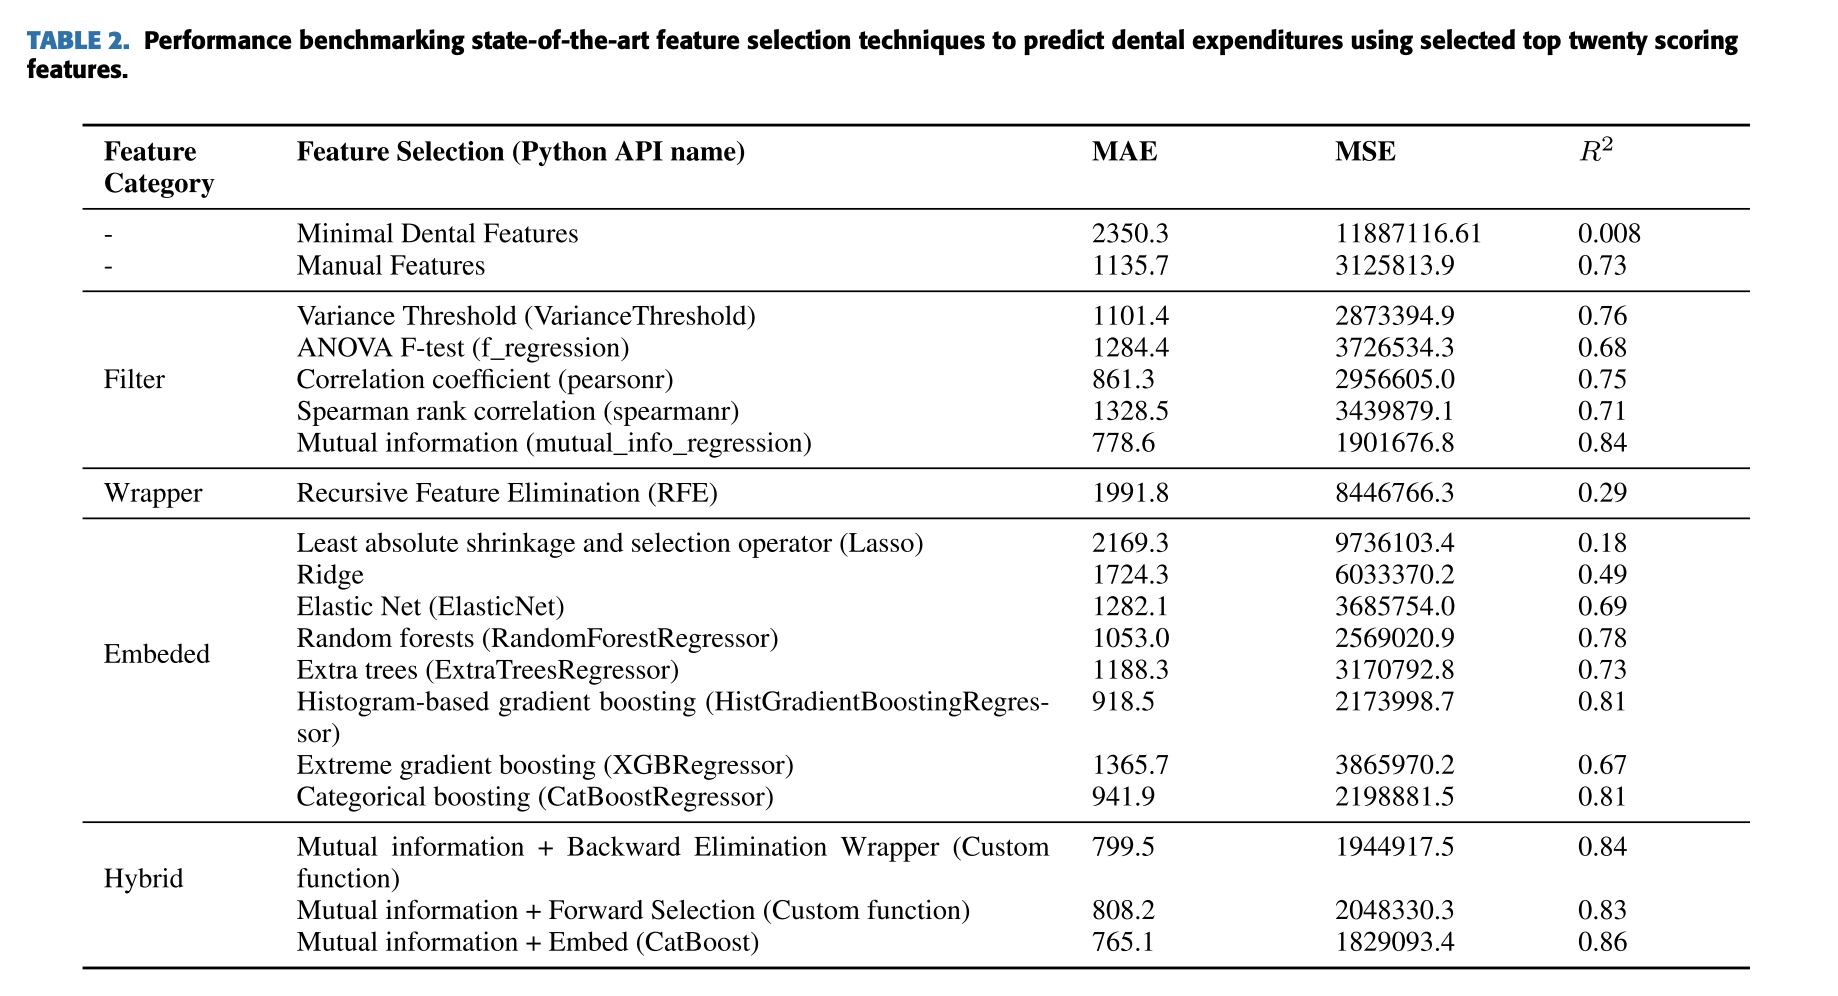 TABLE 2. Performance benchmarking state-of-the-art feature selection techniques to predict dental expenditures using selected top twenty scoring
features.
Feature Category Feature Selection (Python API name) MAE MSE R²
- Minimal Dental Features 2350.3 11887116.61 0.008
- Manual Features 1135.7 3125813.9 0.73
Filter
Variance Threshold (VarianceThreshold) 1101.4 2873394.9 0.76
ANOVA F-test (f_regression) 1284.4 3726534.3 0.68
Correlation coefficient (pearsonr) 861.3 2956605.0 0.75
Spearman rank correlation (spearmanr) 1328.5 3439879.1 0.71
Mutual information (mutual_info_regression) 778.6 1901676.8 0.84
Wrapper Recursive Feature Elimination (RFE) 1991.8 8446766.3 0.29
Embeded
Least absolute shrinkage and selection operator (Lasso) 2169.3 9736103.4 0.18
Ridge 1724.3 6033370.2 0.49
Elastic Net (ElasticNet) 1282.1 3685754.0 0.69
Random forests (RandomForestRegressor) 1053.0 2569020.9 0.78
Extra trees (ExtraTreesRegressor) 1188.3 3170792.8 0.73
Histogram-based gradient boosting (HistGradientBoostingRegres- 918.5 2173998.7 0.81
sor)
Extreme gradient boosting (XGBRegressor) 1365.7 3865970.2 0.67
Categorical boosting (CatBoostRegressor) 941.9 2198881.5 0.81
Hybrid
Mutual information + Backward Elimination Wrapper (Custom 799.5 1944917.5 0.84
function)
Mutual information + Forward Selection (Custom function) 808.2 2048330.3 0.83
Mutual information + Embed (CatBoost) 765.1 1829093.4 0.86